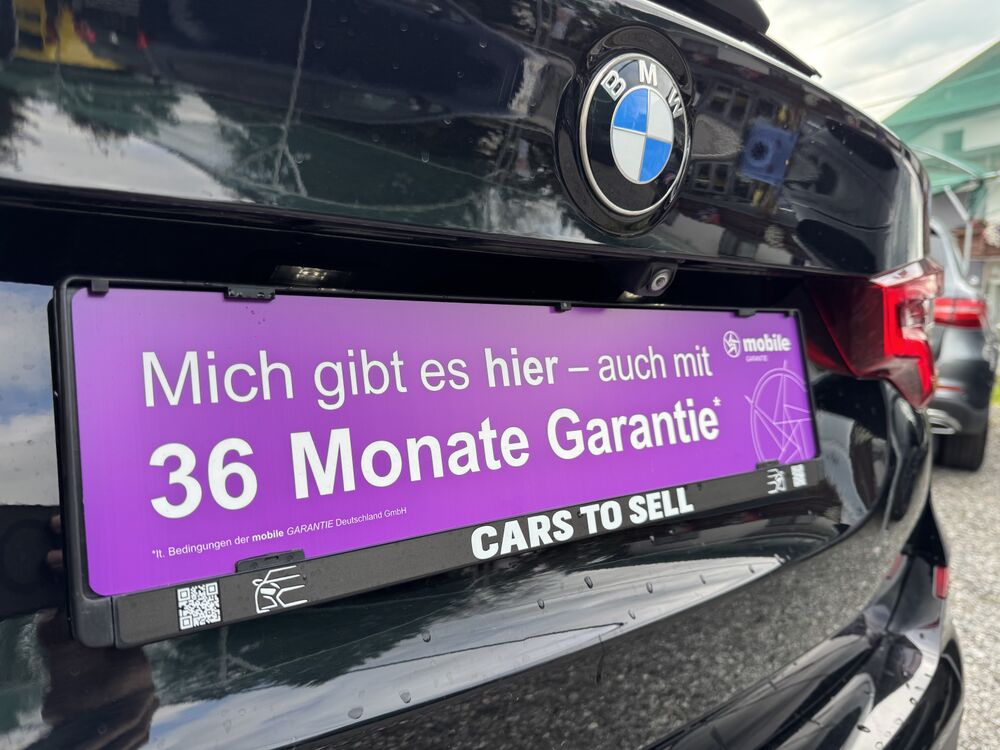 BMW
mobile
GARANTIE
Mich gibt es hier – auch mit
36 Monate Garantie*
*lt. Bedingungen der mobile GARANTIE Deutschland GmbH
CARS TO SELL